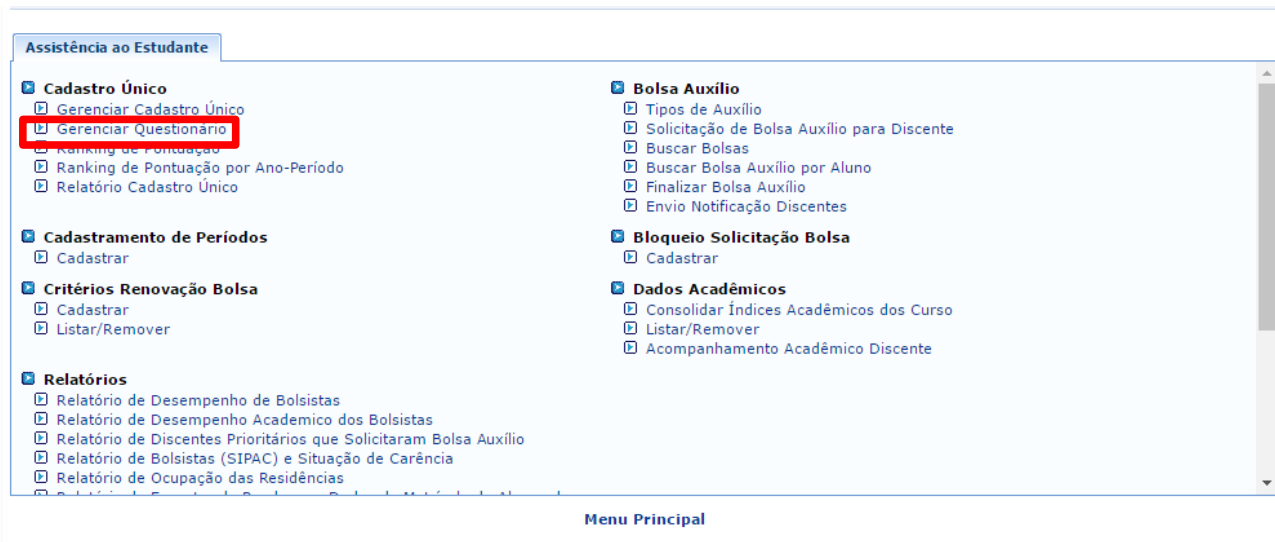 Assistência ao Estudante
Cadastro Único
Gerenciar Cadastro Único
Gerenciar Questionário
Ranking de Pontuação
Ranking de Pontuação por Ano-Período
Relatório Cadastro Único
Bolsa Auxílio
Tipos de Auxílio
Solicitação de Bolsa Auxílio para Discente
Buscar Bolsas
Buscar Bolsa Auxílio por Aluno
Finalizar Bolsa Auxílio
Envio Notificação Discentes
Cadastramento de Períodos
Cadastrar
Bloqueio Solicitação Bolsa
Cadastrar
Critérios Renovação Bolsa
Cadastrar
Listar/Remover
Dados Acadêmicos
Consolidar Índices Acadêmicos dos Curso
Listar/Remover
Acompanhamento Acadêmico Discente
Relatórios
Relatório de Desempenho de Bolsistas
Relatório de Desempenho Academico dos Bolsistas
Relatório de Discentes Prioritários que Solicitaram Bolsa Auxílio
Relatório de Bolsistas (SIPAC) e Situação de Carência
Relatório de Ocupação das Residências
Menu Principal